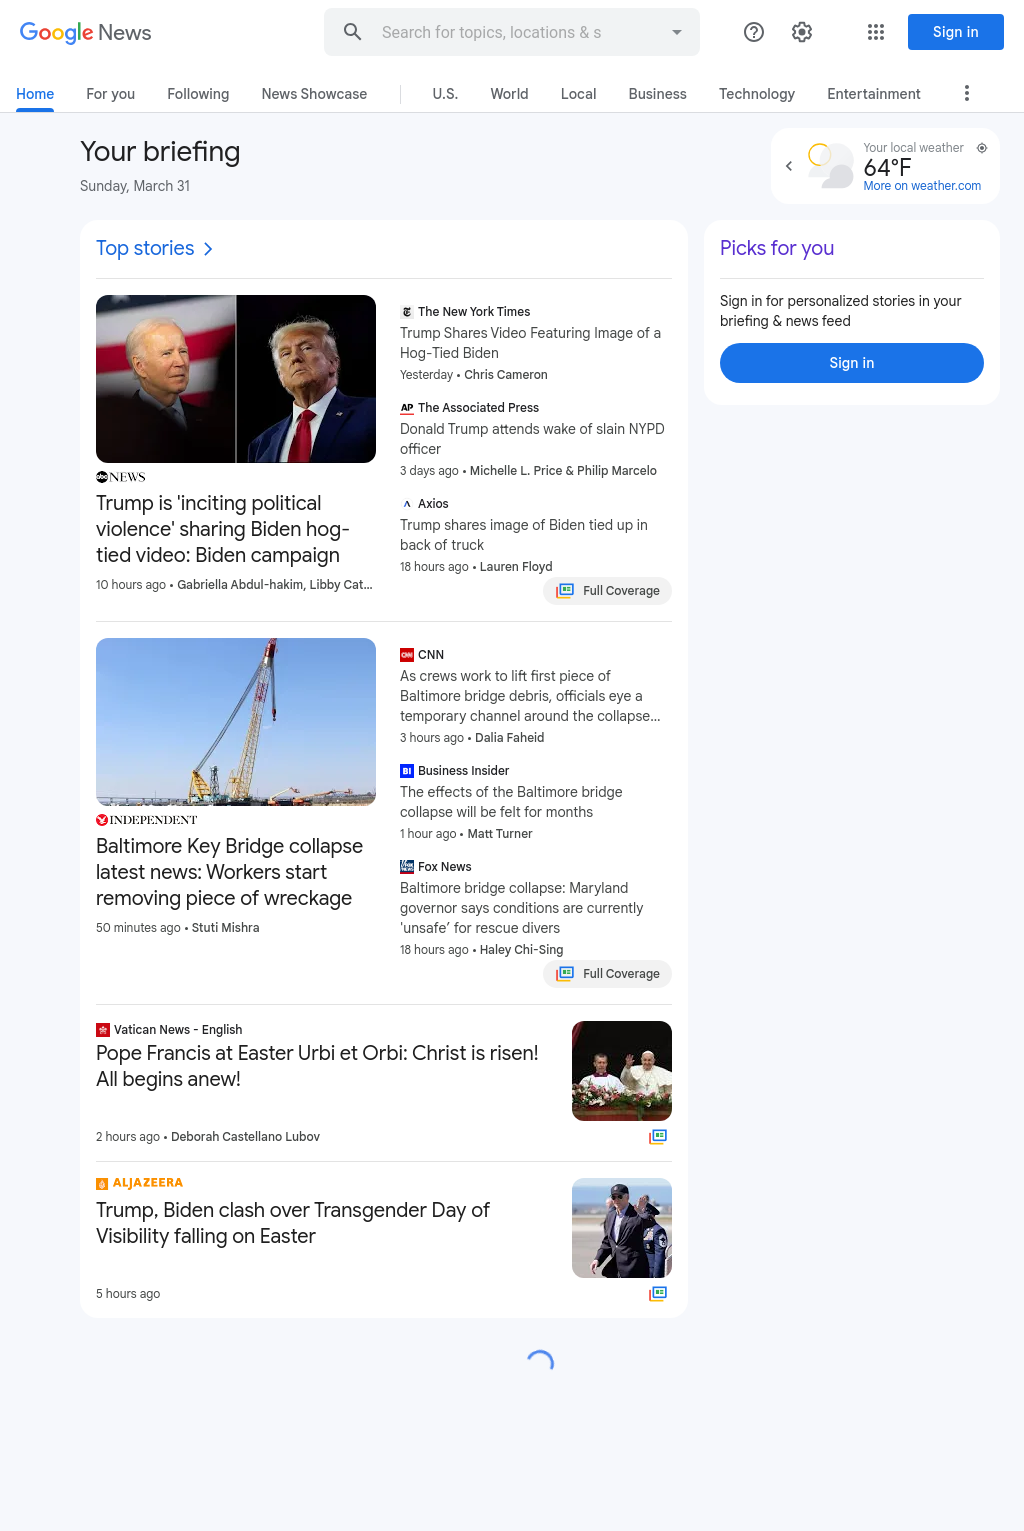 Google News
Search for topics, locations & s
Sign in
Home
For you
Following
News Showcase
U.S.
World
Local
Business
Technology
Entertainment
Your briefing
Sunday, March 31
Your local weather
64°F
More on weather.com
Top stories
abc NEWS
Trump is 'inciting political
violence' sharing Biden hog-
tied video: Biden campaign
10 hours ago • Gabriella Abdul-hakim, Libby Cat...
The New York Times
Trump Shares Video Featuring Image of a
Hog-Tied Biden
Yesterday • Chris Cameron
AP The Associated Press
Donald Trump attends wake of slain NYPD
officer
3 days ago • Michelle L. Price & Philip Marcelo
Axios
Trump shares image of Biden tied up in
back of truck
18 hours ago • Lauren Floyd
Full Coverage
INDEPENDENT
Baltimore Key Bridge collapse
latest news: Workers start
removing piece of wreckage
50 minutes ago • Stuti Mishra
CNN CNN
As crews work to lift first piece of
Baltimore bridge debris, officials eye a
temporary channel around the collapse...
3 hours ago • Dalia Faheid
BI Business Insider
The effects of the Baltimore bridge
collapse will be felt for months
1 hour ago • Matt Turner
Fox News
Baltimore bridge collapse: Maryland
governor says conditions are currently
'unsafe’ for rescue divers
18 hours ago • Haley Chi-Sing
Full Coverage
Vatican News - English
Pope Francis at Easter Urbi et Orbi: Christ is risen!
All begins anew!
2 hours ago • Deborah Castellano Lubov
ALJAZEERA
Trump, Biden clash over Transgender Day of
Visibility falling on Easter
5 hours ago
Picks for you
Sign in for personalized stories in your
briefing & news feed
Sign in